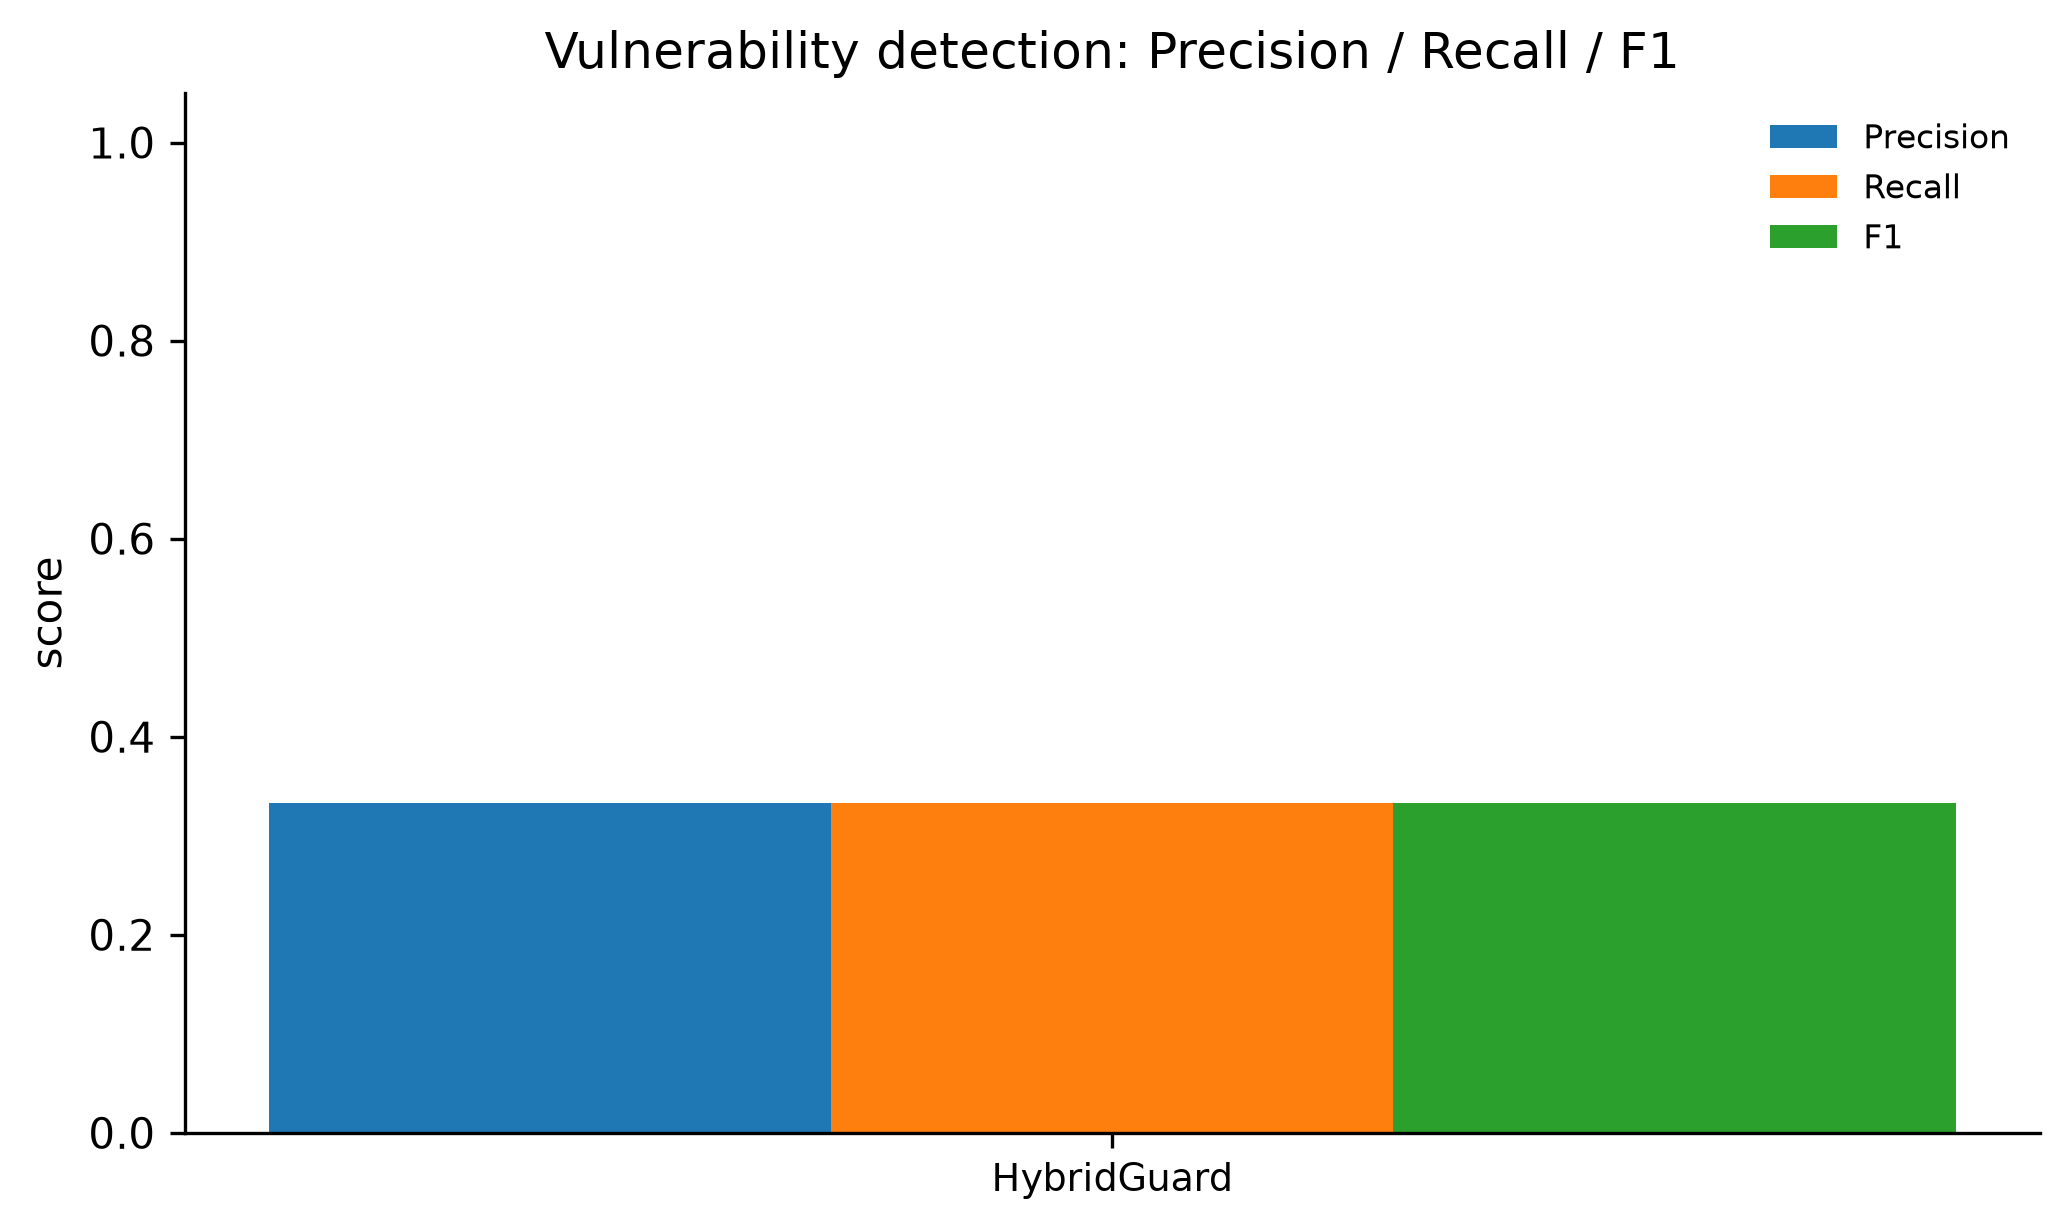 Vulnerability detection: Precision / Recall / F1
Precision
Recall
F1
1.0
0.8
0.6
0.4
0.2
0.0
score
HybridGuard